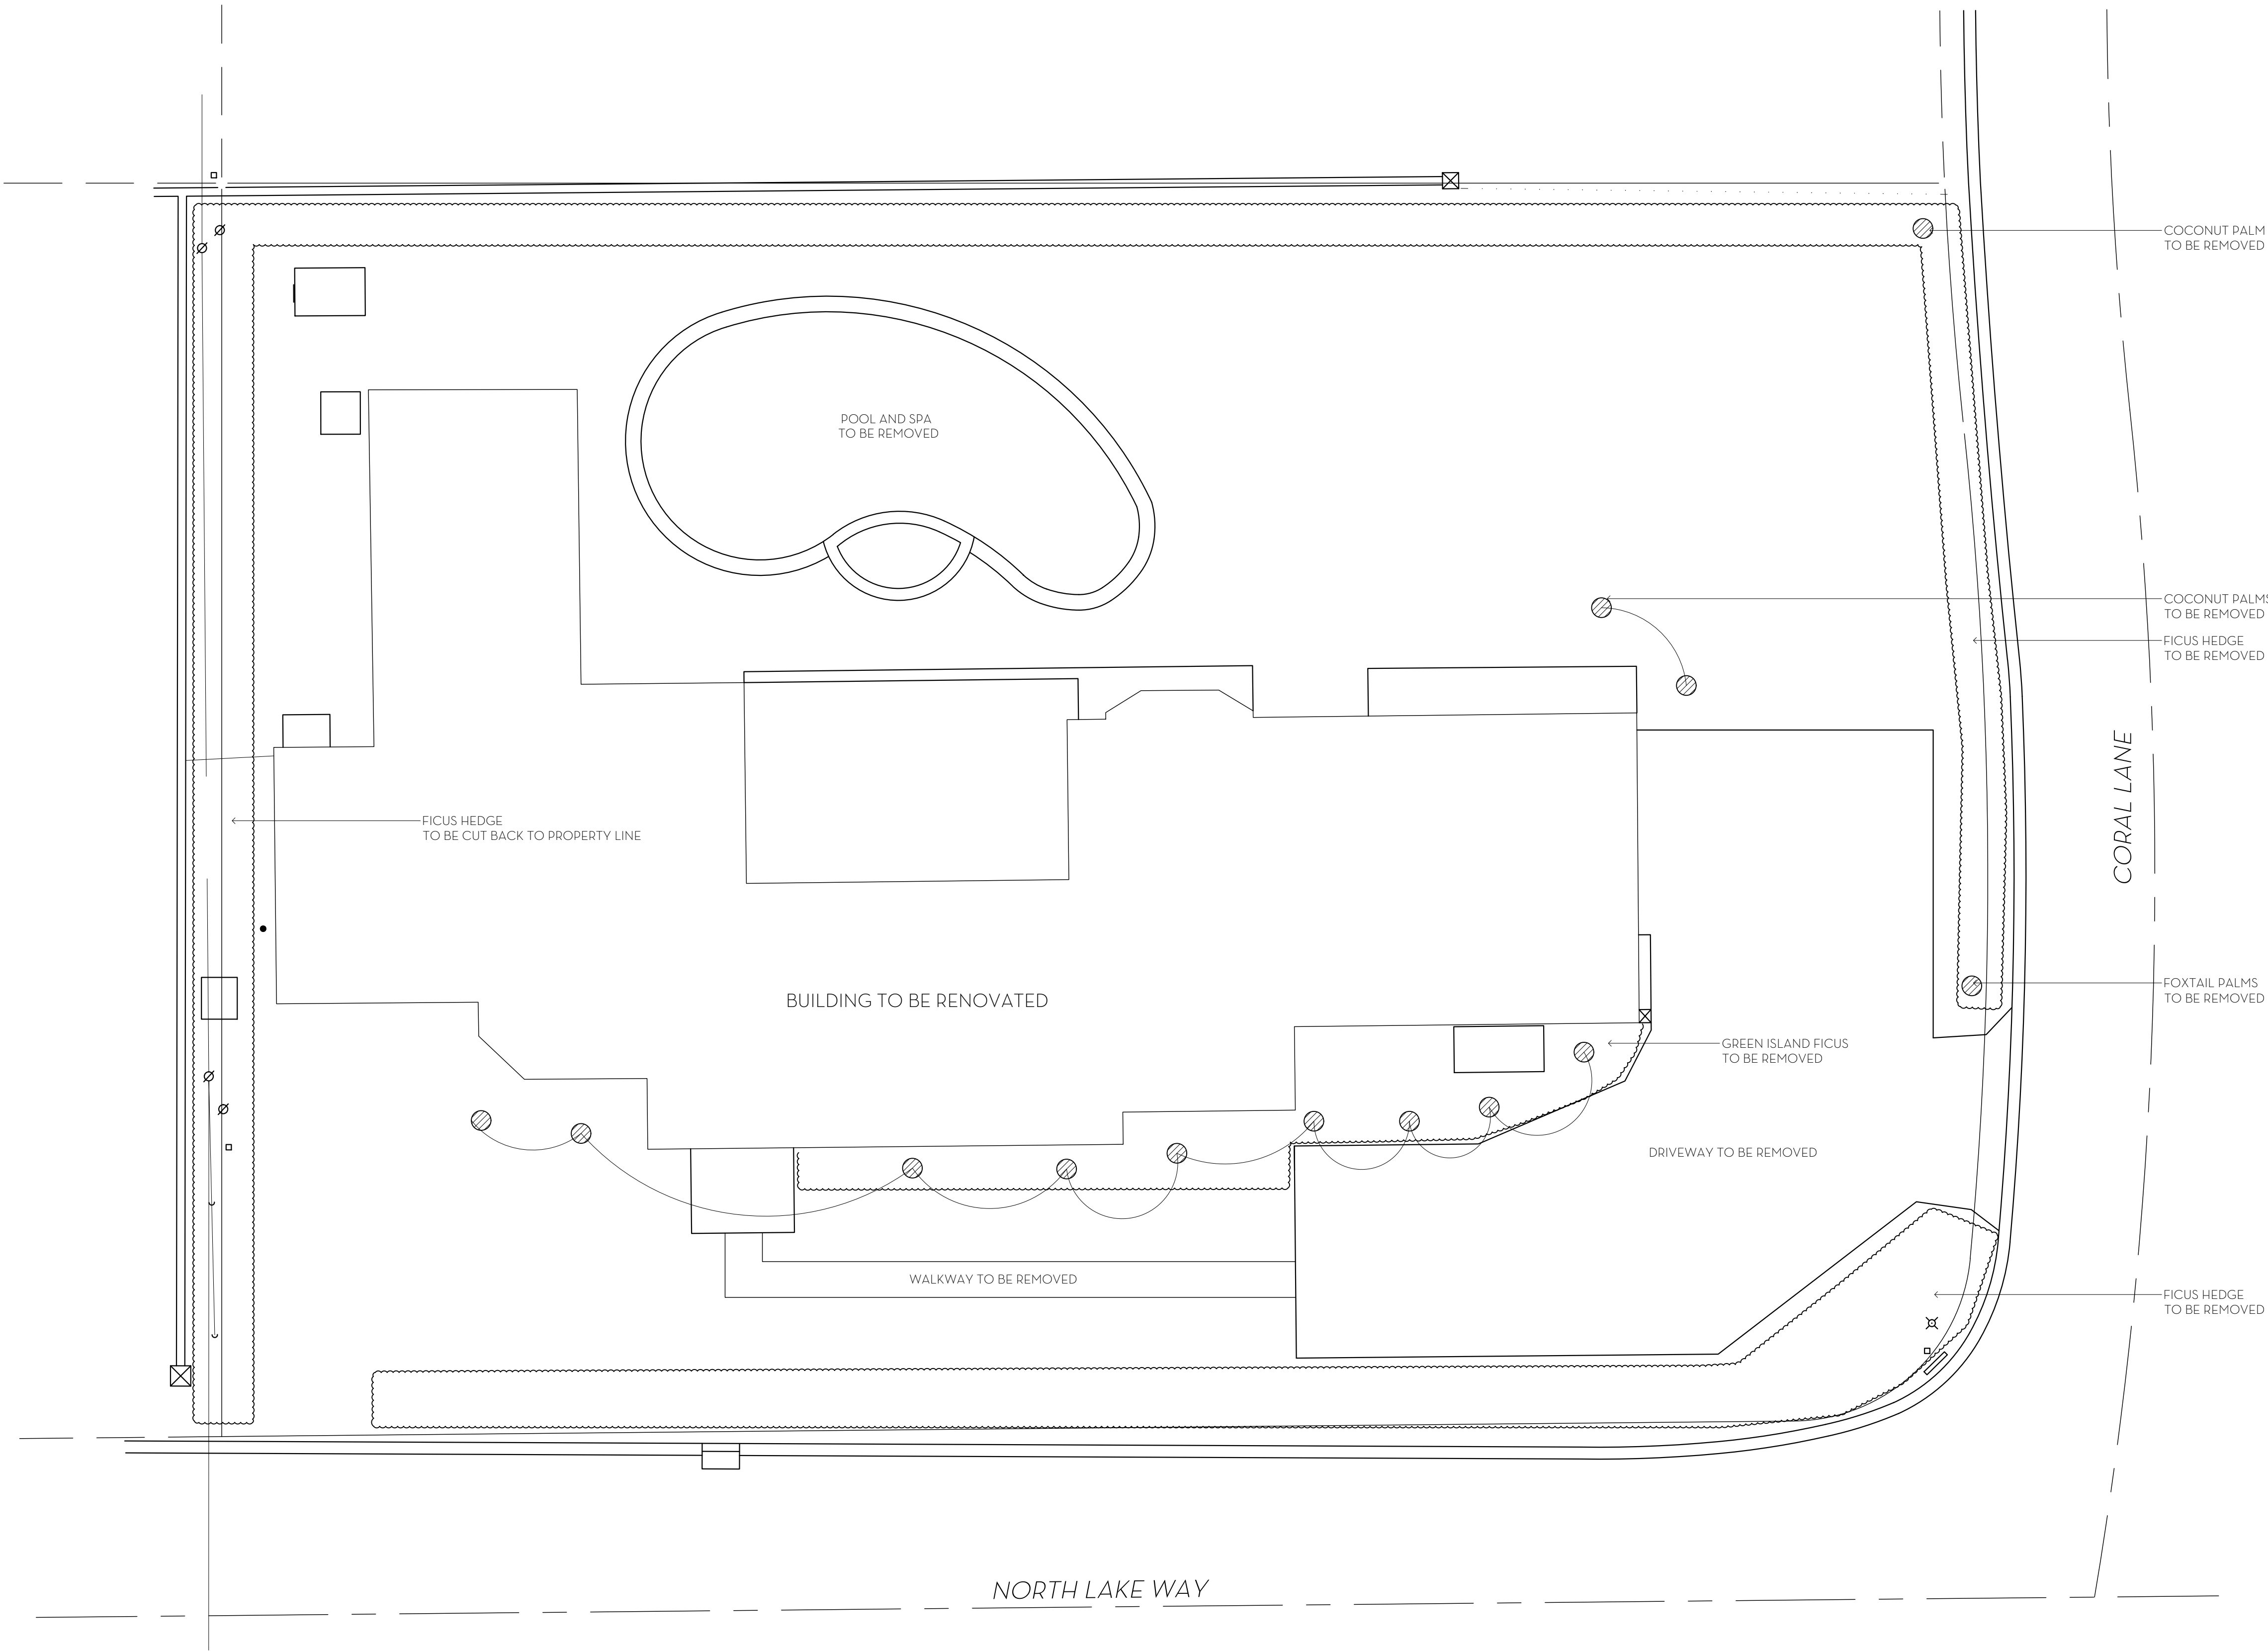 COCONUT PALM
TO BE REMOVED
POOL AND SPA
TO BE REMOVED
COCONUT PALMS
TO BE REMOVED
FICUS HEDGE
TO BE REMOVED
CORAL LANE
FICUS HEDGE
TO BE CUT BACK TO PROPERTY LINE
BUILDING TO BE RENOVATED
FOXTAIL PALMS
TO BE REMOVED
GREEN ISLAND FICUS
TO BE REMOVED
DRIVEWAY TO BE REMOVED
WALKWAY TO BE REMOVED
FICUS HEDGE
TO BE REMOVED
NORTH LAKE WAY